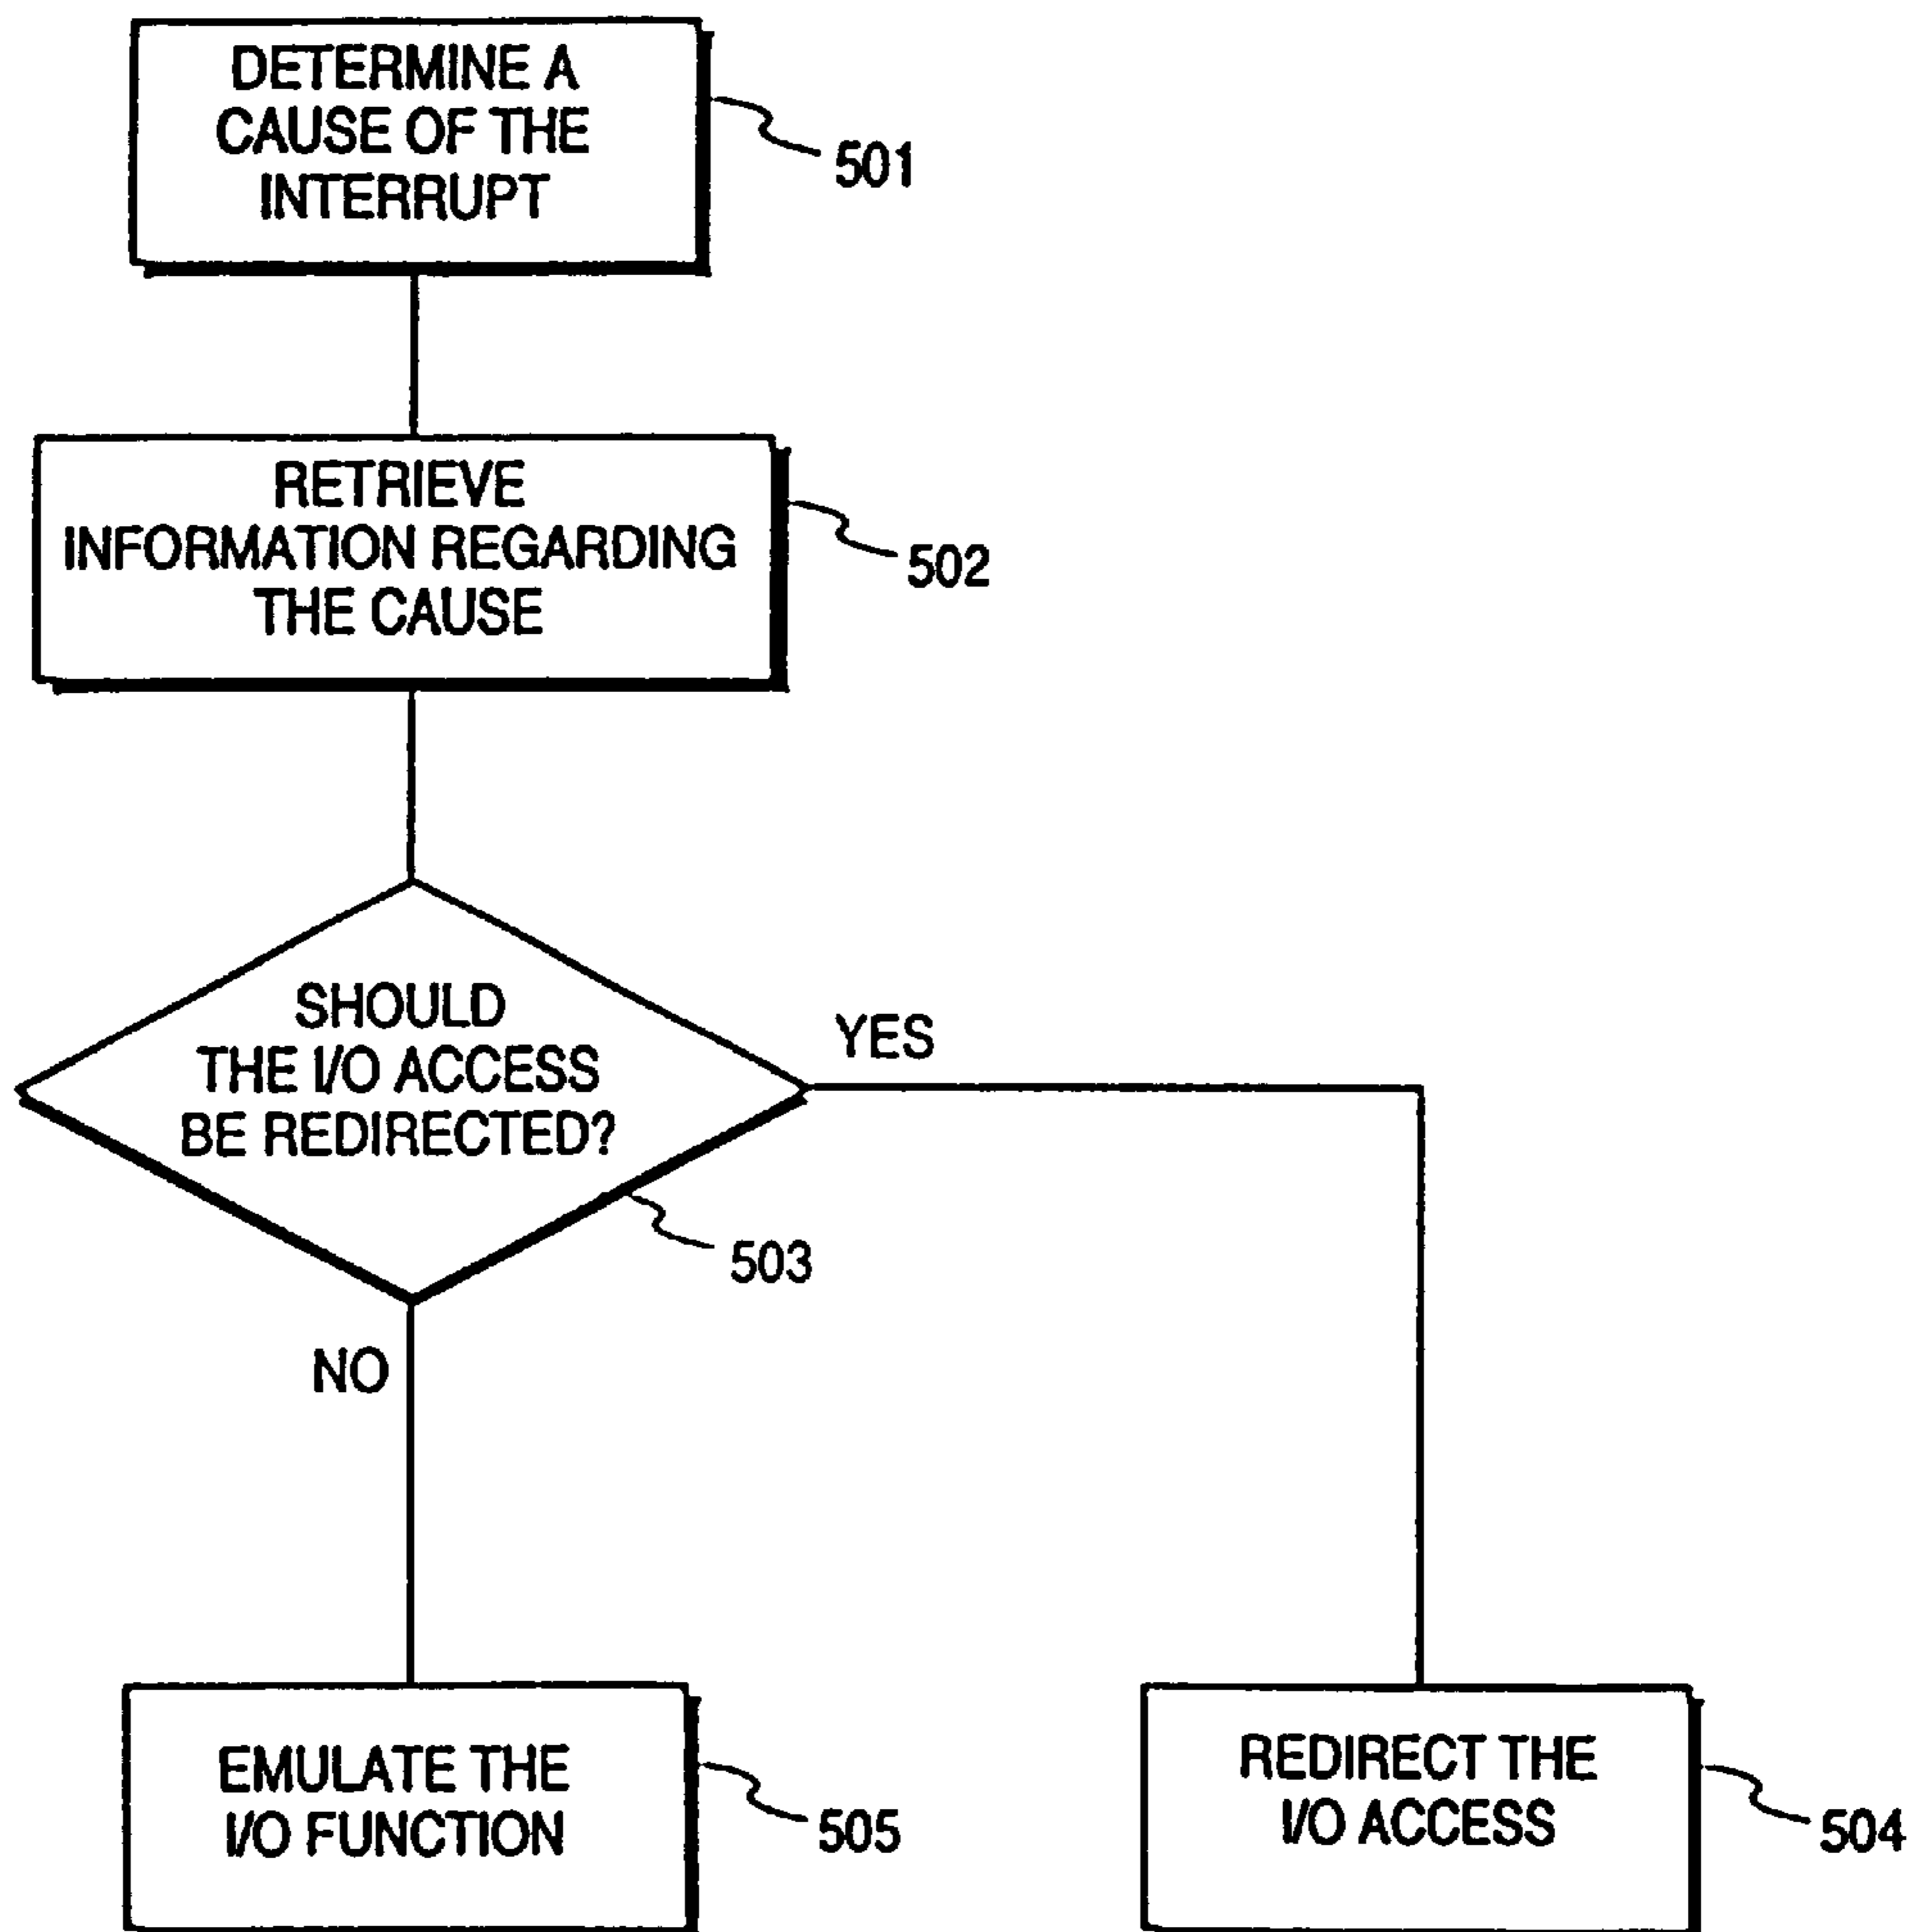 DETERMINE A
CAUSE OF THE
INTERRUPT
501
RETRIEVE
INFORMATION REGARDING
THE CAUSE
502
SHOULD
THE I/O ACCESS
BE REDIRECTED?
YES
503
NO
EMULATE THE
I/O FUNCTION
505
REDIRECT THE
I/O ACCESS
504